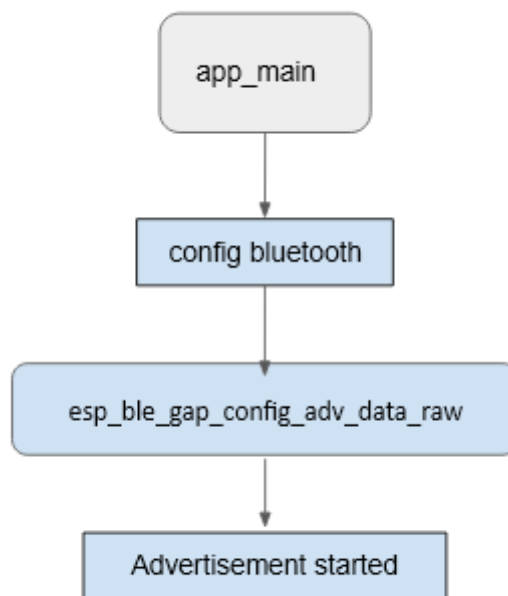 app_main
config bluetooth
esp_ble_gap_config_adv_data_raw
Advertisement started